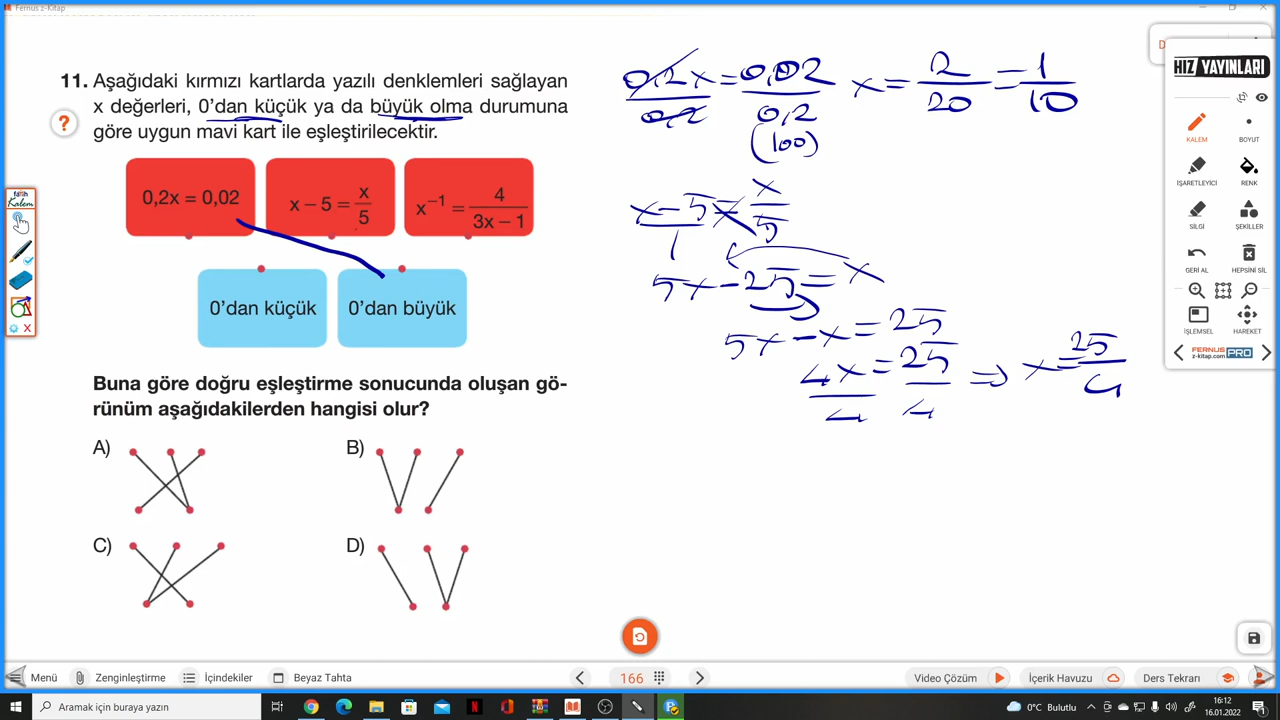 Fernus z-Kitap
11. Aşağıdaki kırmızı kartlarda yazılı denklemleri sağlayan
x değerleri, 0'dan küçük ya da büyük olma durumuna
göre uygun mavi kart ile eşleştirilecektir.
?
0,2x = 0,02
x − 5 = x/5
x⁻¹ = 4/(3x − 1)
0'dan küçük
0'dan büyük
Buna göre doğru eşleştirme sonucunda oluşan gö-
rünüm aşağıdakilerden hangisi olur?
A)
B)
C)
D)
0,2x/0,2 = 0,02/0,2 x = 2/20 = 1/10
(100)
x − 5/1 = x/5
5x − 25 = x
5x − x = 25
4x/4 = 25/4 ⇒ x = 25/4
fatih
Kalem
HIZ YAYINLARI
KALEM
BOYUT
İŞARETLEYİCİ
RENK
SİLGİ
ŞEKİLLER
GERİ AL
HEPSİNİ SİL
İŞLEMSEL
HAREKET
FERNUS
z-kitap.com
PRO
Menü
Zenginleştirme
İçindekiler
Beyaz Tahta
166
Video Çözüm
İçerik Havuzu
Ders Tekrarı
Aramak için buraya yazın
0°C Bulutlu
16:12
16.01.2022